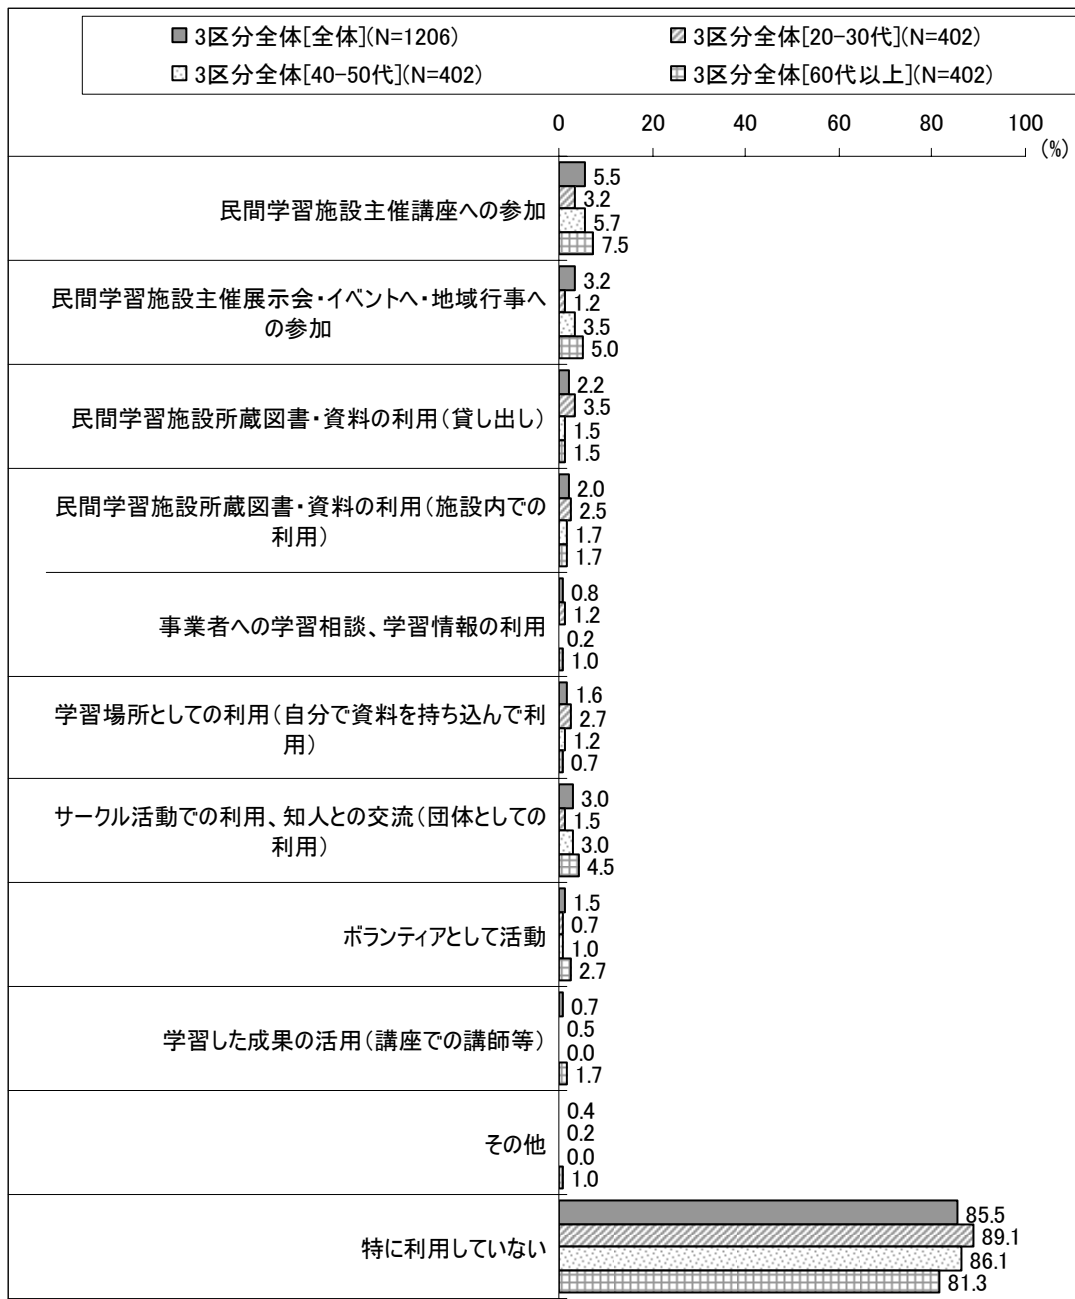 3区分全体[全体](N=1206)
3区分全体[20-30代](N=402)
3区分全体[40-50代](N=402)
3区分全体[60代以上](N=402)
0 20 40 60 80 100
(%)
民間学習施設主催講座への参加
5.5
3.2
5.7
7.5
民間学習施設主催展示会・イベントへ・地域行事へ
の参加
3.2
1.2
3.5
5.0
民間学習施設所蔵図書・資料の利用（貸し出し）
2.2
3.5
1.5
1.5
民間学習施設所蔵図書・資料の利用（施設内での
利用）
2.0
2.5
1.7
1.7
事業者への学習相談、学習情報の利用
0.8
1.2
0.2
1.0
学習場所としての利用（自分で資料を持ち込んで利
用）
1.6
2.7
1.2
0.7
サークル活動での利用、知人との交流（団体としての
利用）
3.0
1.5
3.0
4.5
ボランティアとして活動
1.5
0.7
1.0
2.7
学習した成果の活用（講座での講師等）
0.7
0.5
0.0
1.7
その他
0.4
0.2
0.0
1.0
特に利用していない
85.5
89.1
86.1
81.3